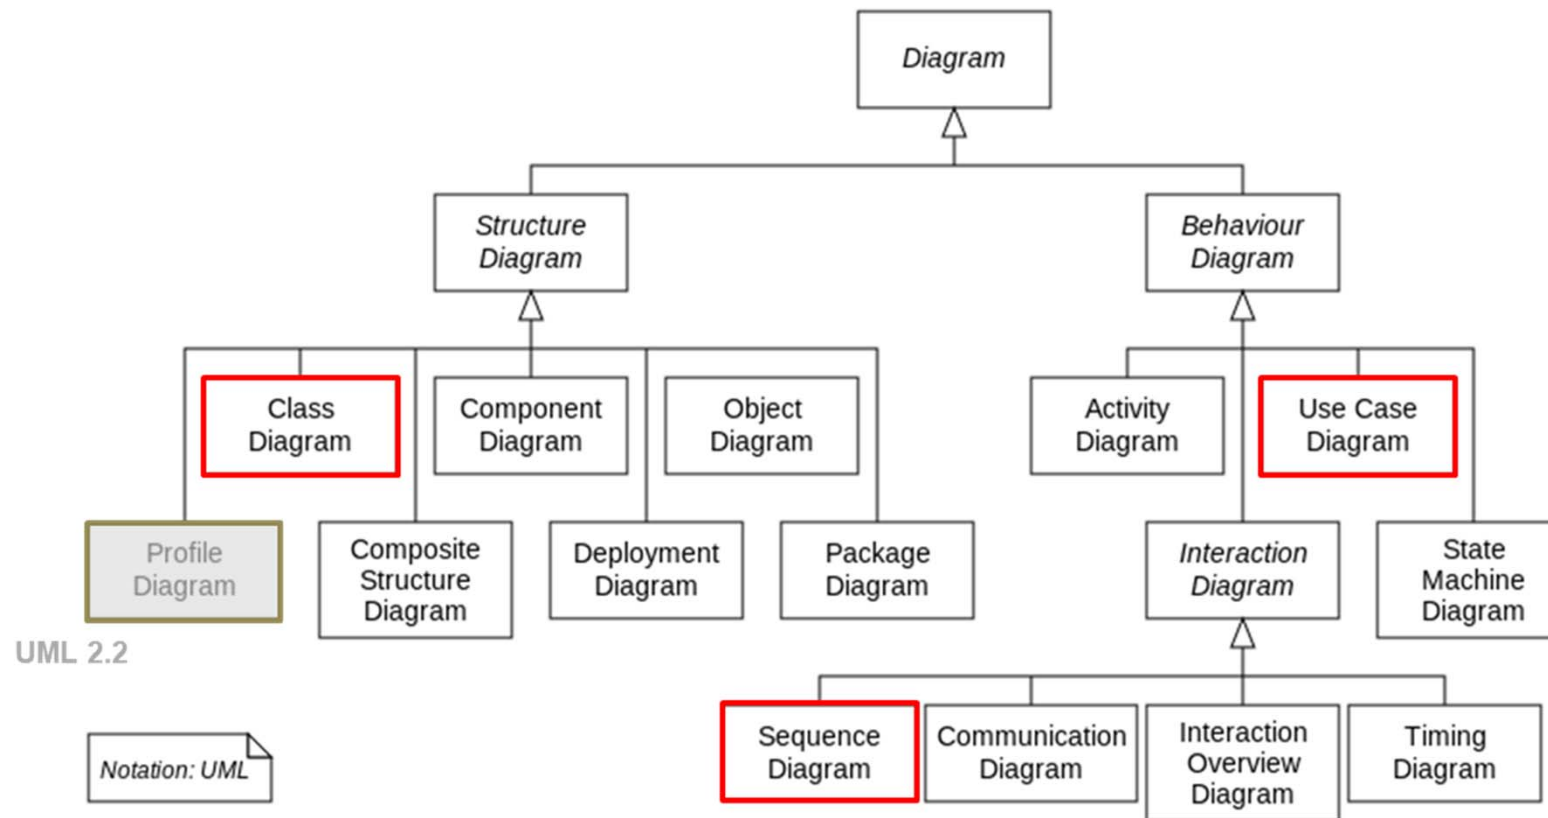 Diagram
Structure
Diagram
Behaviour
Diagram
Class
Diagram
Component
Diagram
Object
Diagram
Activity
Diagram
Use Case
Diagram
Profile
Diagram
Composite
Structure
Diagram
Deployment
Diagram
Package
Diagram
Interaction
Diagram
State
Machine
Diagram
UML 2.2
Sequence
Diagram
Communication
Diagram
Interaction
Overview
Diagram
Timing
Diagram
Notation: UML